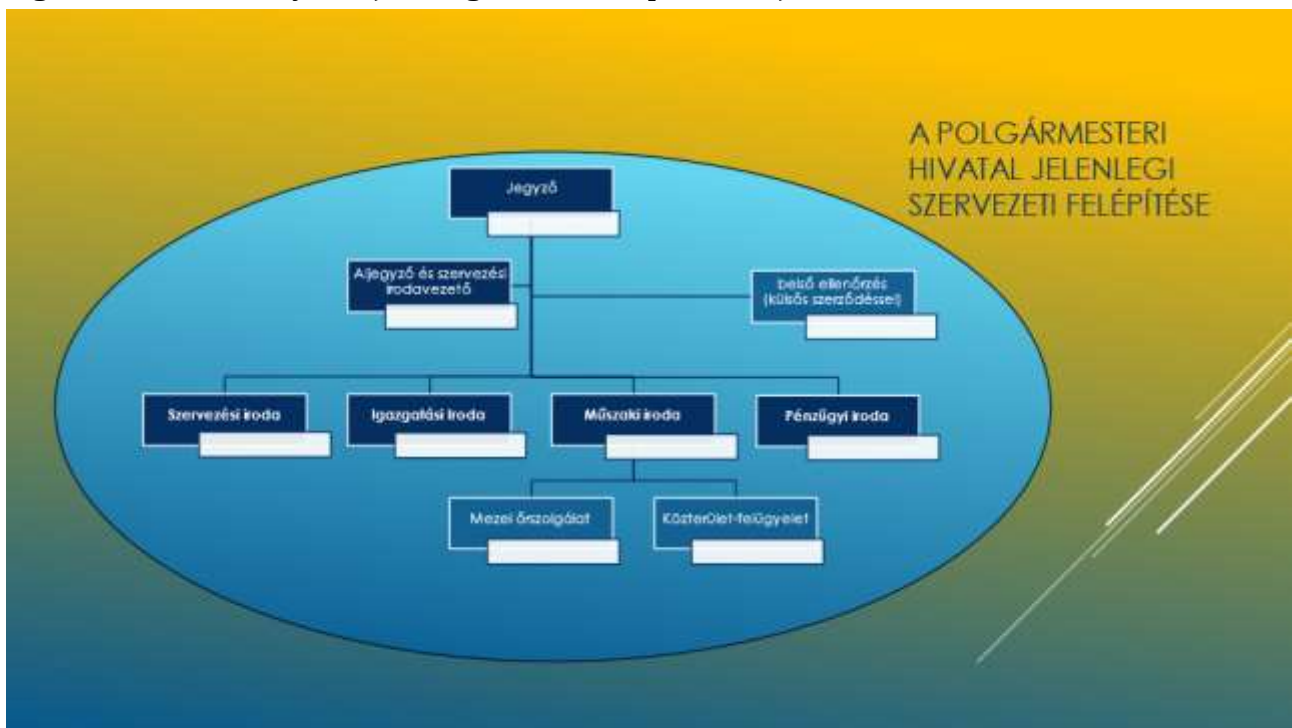 A POLGÁRMESTERI
HIVATAL JELENLEGI
SZERVEZETI FELÉPÍTÉSE
Jegyző
Aljegyző és szervezési
irodavezető
belső ellenőrzés
(külsős szerződéssel)
Szervezési iroda
Igazgatási Iroda
Műszaki iroda
Pénzügyi iroda
Mezei őrszolgálat
Közterület-felügyelet